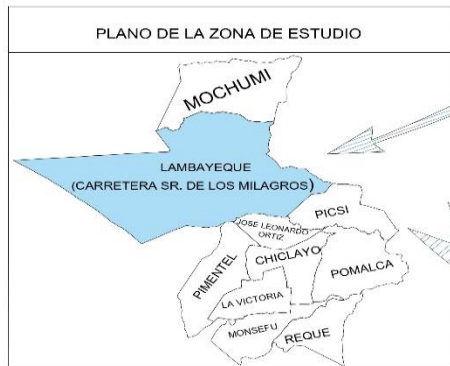 PLANO DE LA ZONA DE ESTUDIO
MOCHUMI
LAMBAYEQUE
(CARRETERA SR. DE LOS MILAGROS)
PICSI
JOSE LEONARDO
ORTIZ
CHICLAYO
PIMENTEL
POMALCA
LA VICTORIA
MONSEFU
REQUE